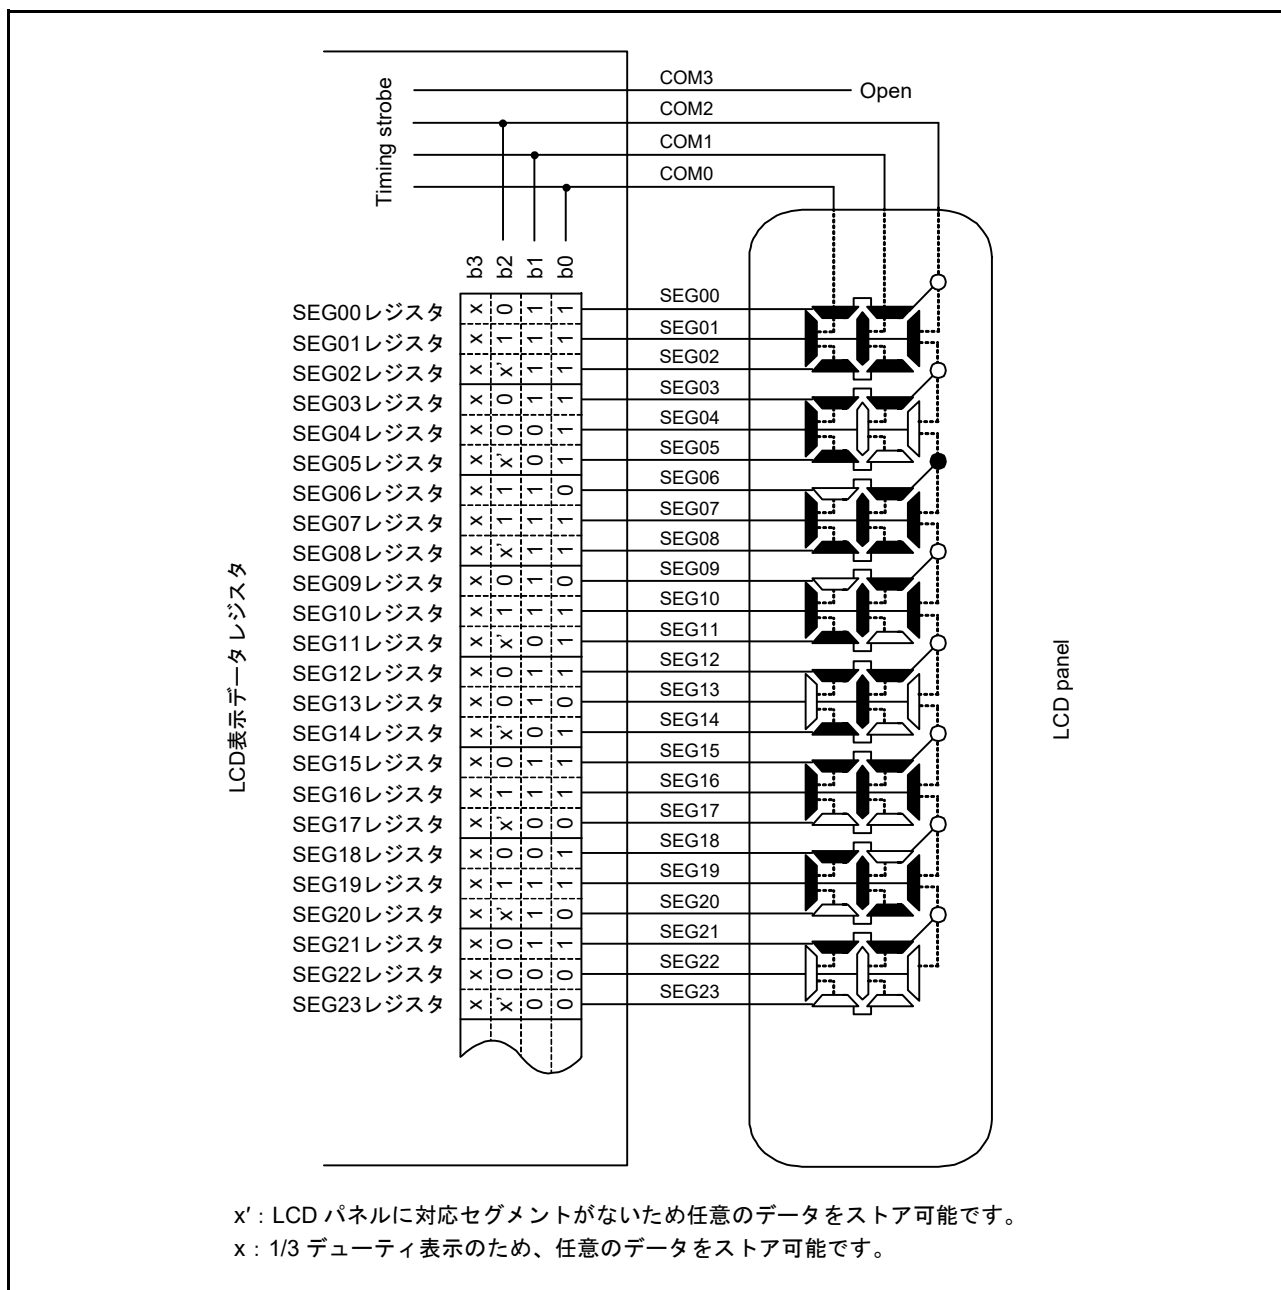 COM3
Open
COM2
COM1
COM0
Timing strobe
b3 b2 b1 b0
SEG00レジスタ x 0 1 1 SEG00
SEG01レジスタ x 1 1 1 SEG01
SEG02レジスタ x x' 1 1 SEG02
SEG03レジスタ x 0 1 1 SEG03
SEG04レジスタ x 0 0 1 SEG04
SEG05レジスタ x x' 0 1 SEG05
SEG06レジスタ x 1 1 0 SEG06
SEG07レジスタ x 1 1 1 SEG07
SEG08レジスタ x x' 1 1 SEG08
SEG09レジスタ x 0 1 0 SEG09
SEG10レジスタ x 1 1 1 SEG10
SEG11レジスタ x x' 0 1 SEG11
SEG12レジスタ x 0 1 1 SEG12
SEG13レジスタ x 0 1 0 SEG13
SEG14レジスタ x x' 0 1 SEG14
SEG15レジスタ x 0 1 1 SEG15
SEG16レジスタ x 1 1 1 SEG16
SEG17レジスタ x x' 0 0 SEG17
SEG18レジスタ x 0 0 1 SEG18
SEG19レジスタ x 1 1 1 SEG19
SEG20レジスタ x x' 1 0 SEG20
SEG21レジスタ x 0 1 1 SEG21
SEG22レジスタ x 0 0 0 SEG22
SEG23レジスタ x x' 0 0 SEG23
LCD表示データレジスタ
LCD panel
x′：LCD パネルに対応セグメントがないため任意のデータをストア可能です。
x：1/3 デューティ表示のため、任意のデータをストア可能です。